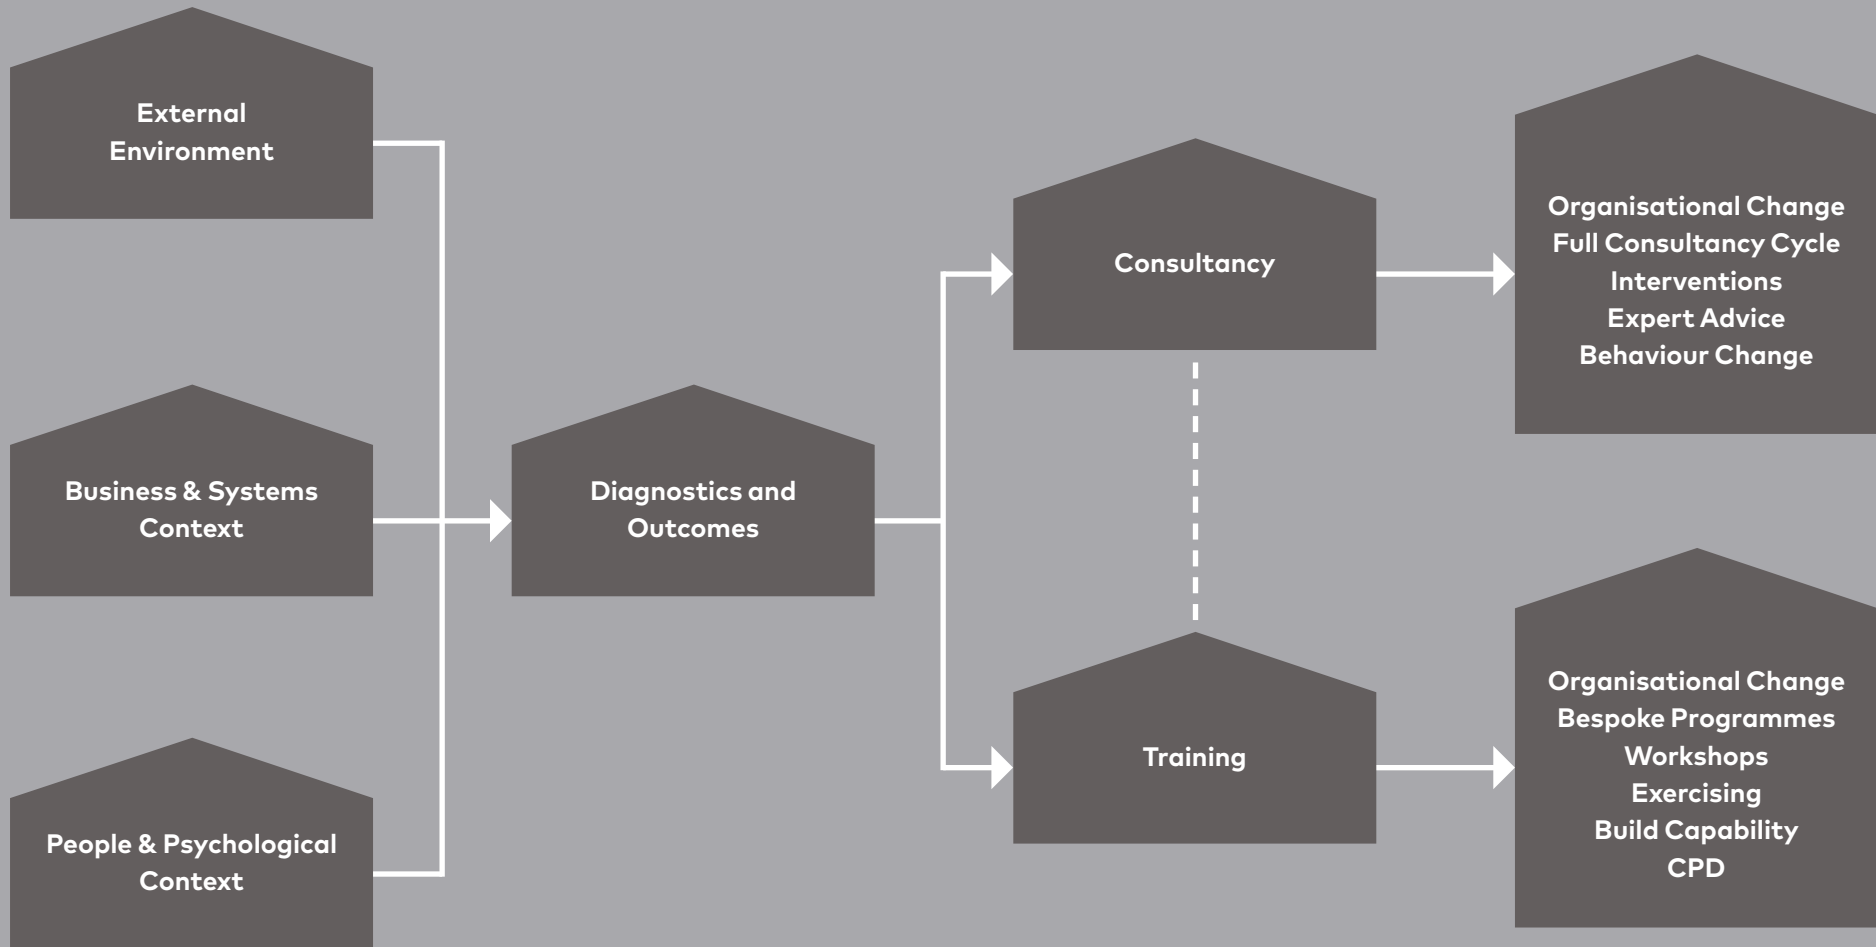 External
Environment
Business & Systems
Context
People & Psychological
Context
Diagnostics and
Outcomes
Consultancy
Training
Organisational Change
Full Consultancy Cycle
Interventions
Expert Advice
Behaviour Change
Organisational Change
Bespoke Programmes
Workshops
Exercising
Build Capability
CPD